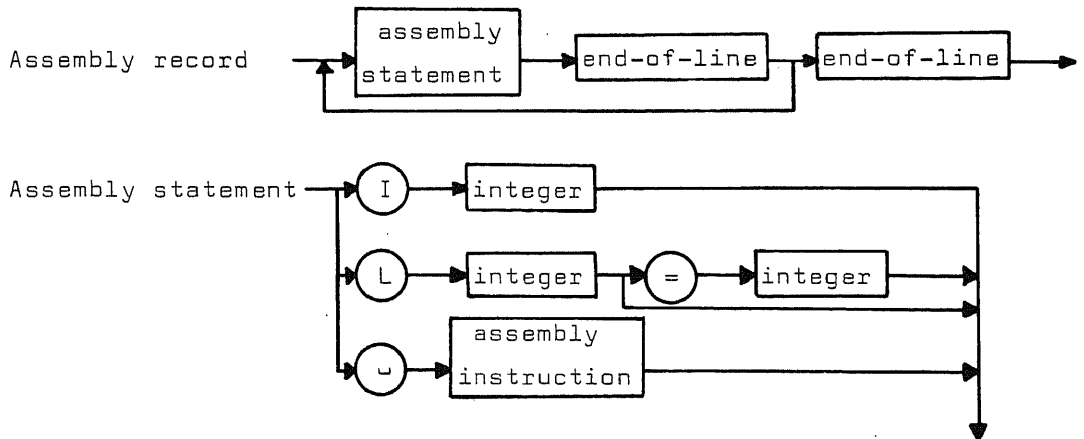 assembly
Assembly record statement end-of-line end-of-line
Assembly statement I integer
L integer = integer
␣ assembly
instruction